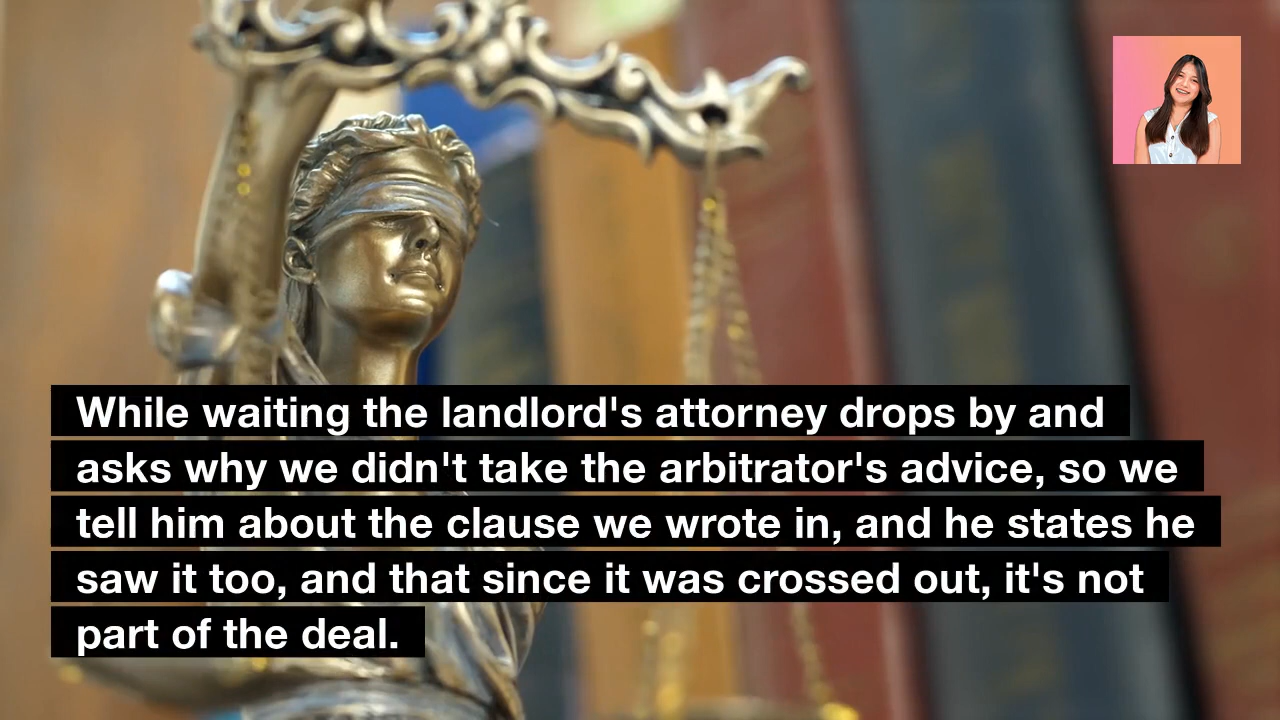 While waiting the landlord's attorney drops by and
asks why we didn't take the arbitrator's advice, so we
tell him about the clause we wrote in, and he states he
saw it too, and that since it was crossed out, it's not
part of the deal.